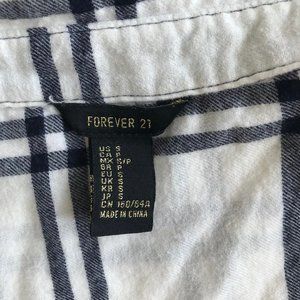 FOREVER 21
US S
CA P
MX S/P
BR P
EU S
UK S
KR S
JP S
CN 160/84A
MADE IN CHINA